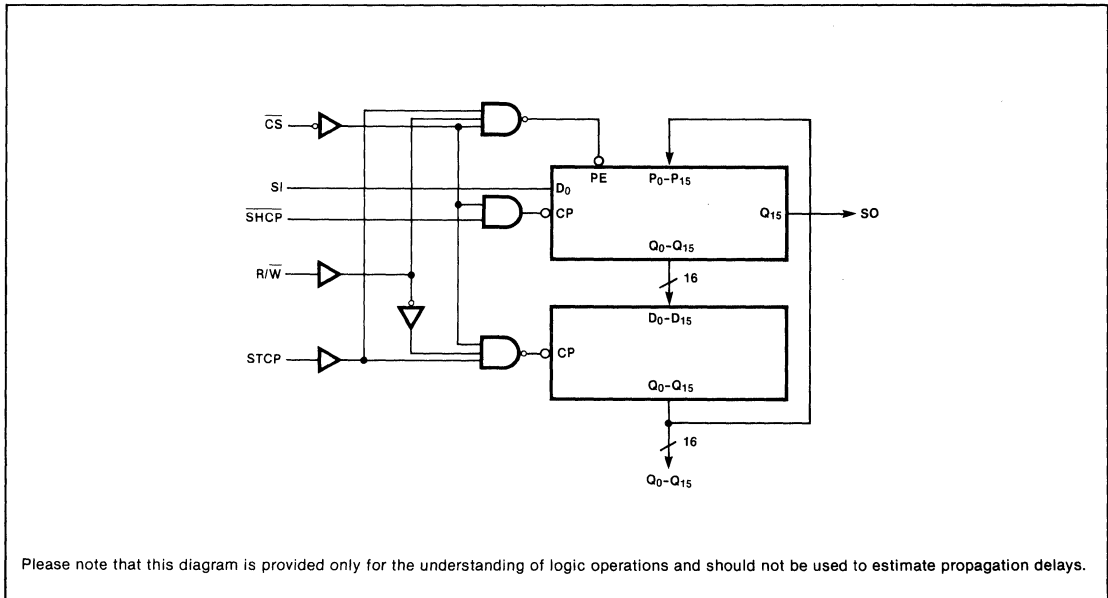 C̅S̅
SI
S̅H̅C̅P̅
R/W̅
STCP
PE
P₀-P₁₅
D₀
CP
Q₁₅
SO
Q₀-Q₁₅
16
D₀-D₁₅
CP
Q₀-Q₁₅
16
Q₀-Q₁₅
Please note that this diagram is provided only for the understanding of logic operations and should not be used to estimate propagation delays.